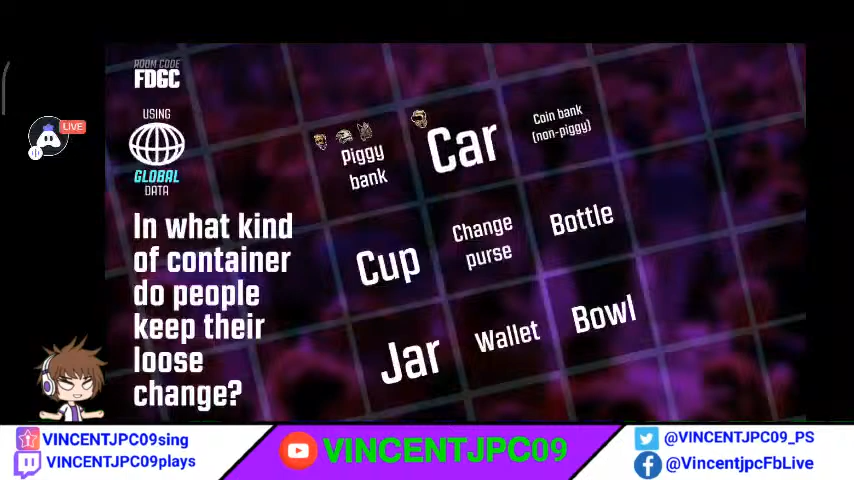 ROOM CODE
FDGC
LIVE
USING
GLOBAL
DATA
In what kind
of container
do people
keep their
loose
change?
Piggy
bank
Car
Coin bank
(non-piggy)
Cup
Change
purse
Bottle
Jar
Wallet
Bowl
VINCENTJPC09sing
VINCENTJPC09plays
VINCENTJPC09
@VINCENTJPC09_PS
@VincentjpcFbLive